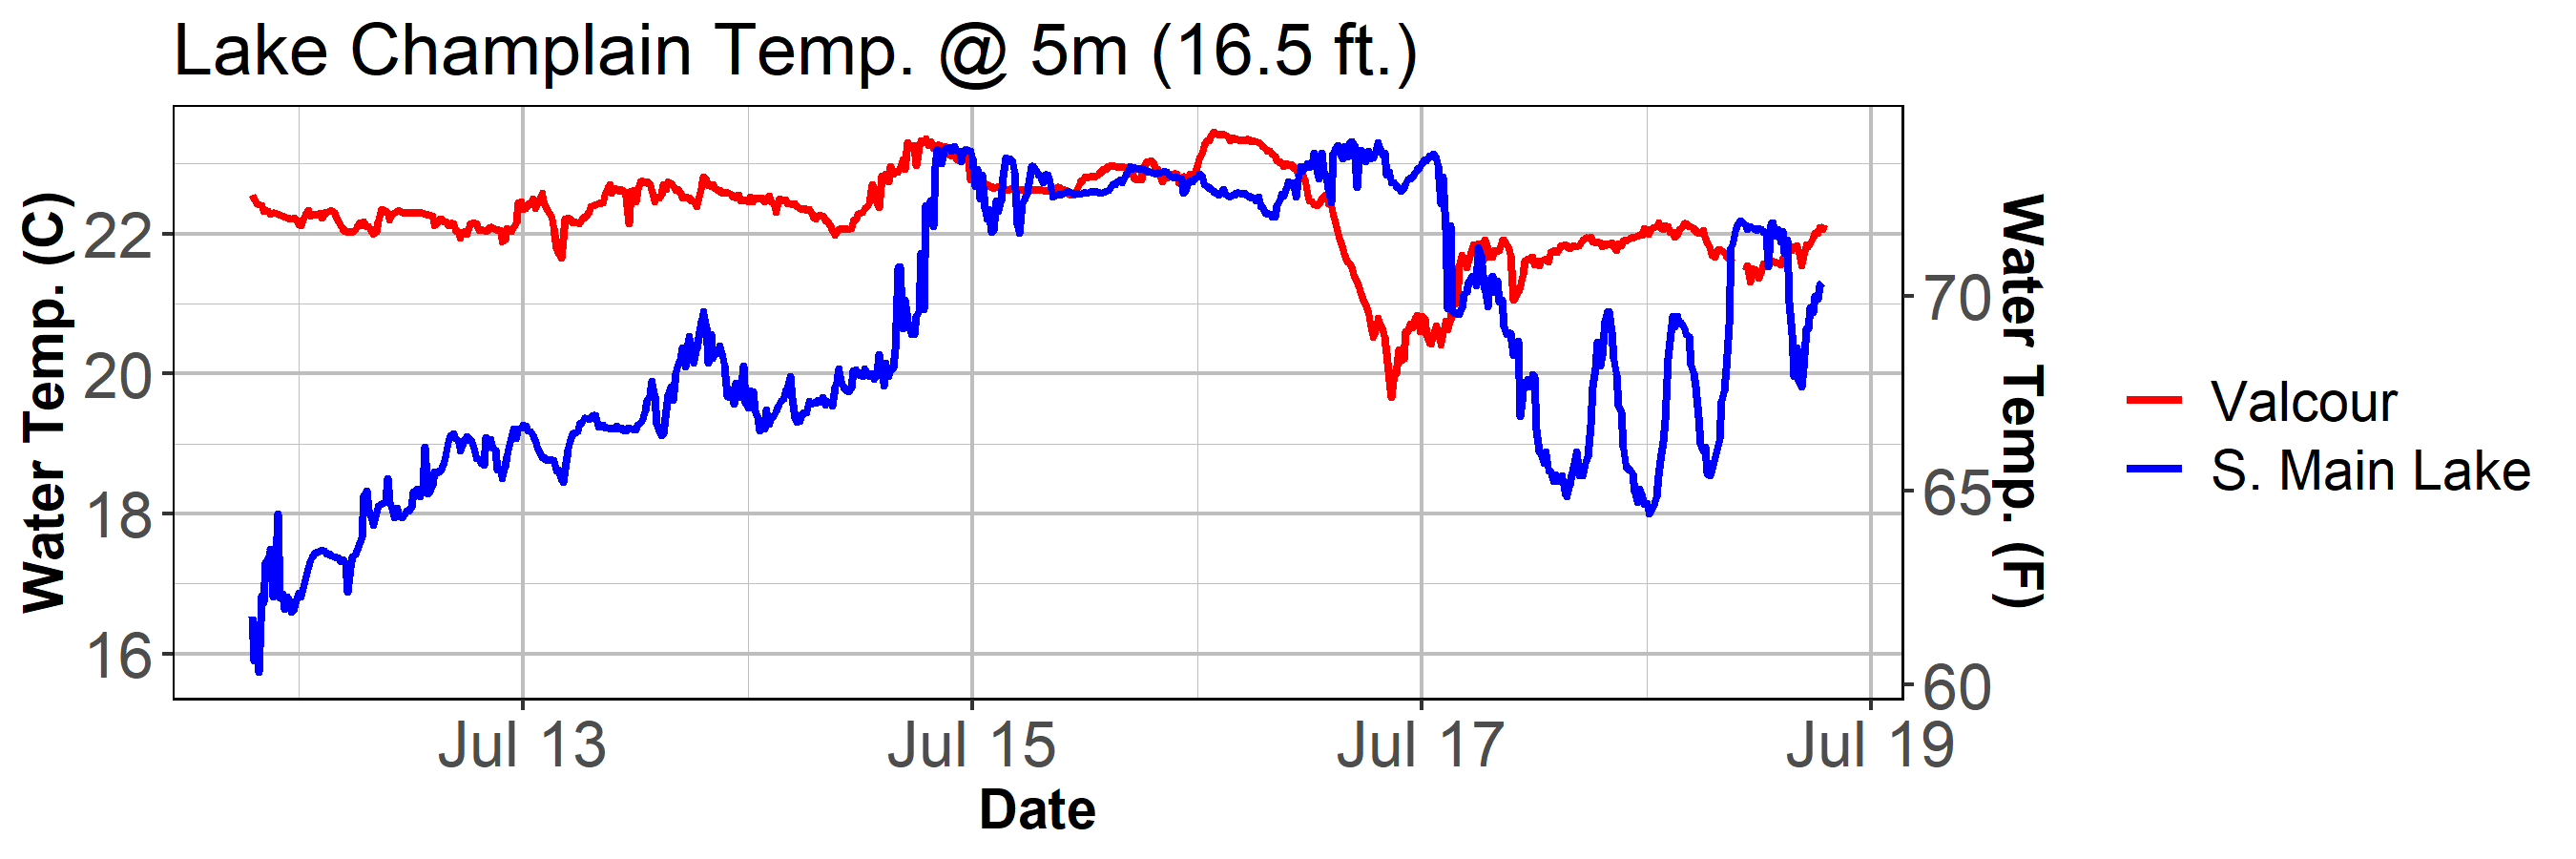 Lake Champlain Temp. @ 5m (16.5 ft.)
Water Temp. (C)
22
20
18
16
70
65
60
Water Temp. (F)
Jul 13
Jul 15
Jul 17
Jul 19
Date
Valcour
S. Main Lake